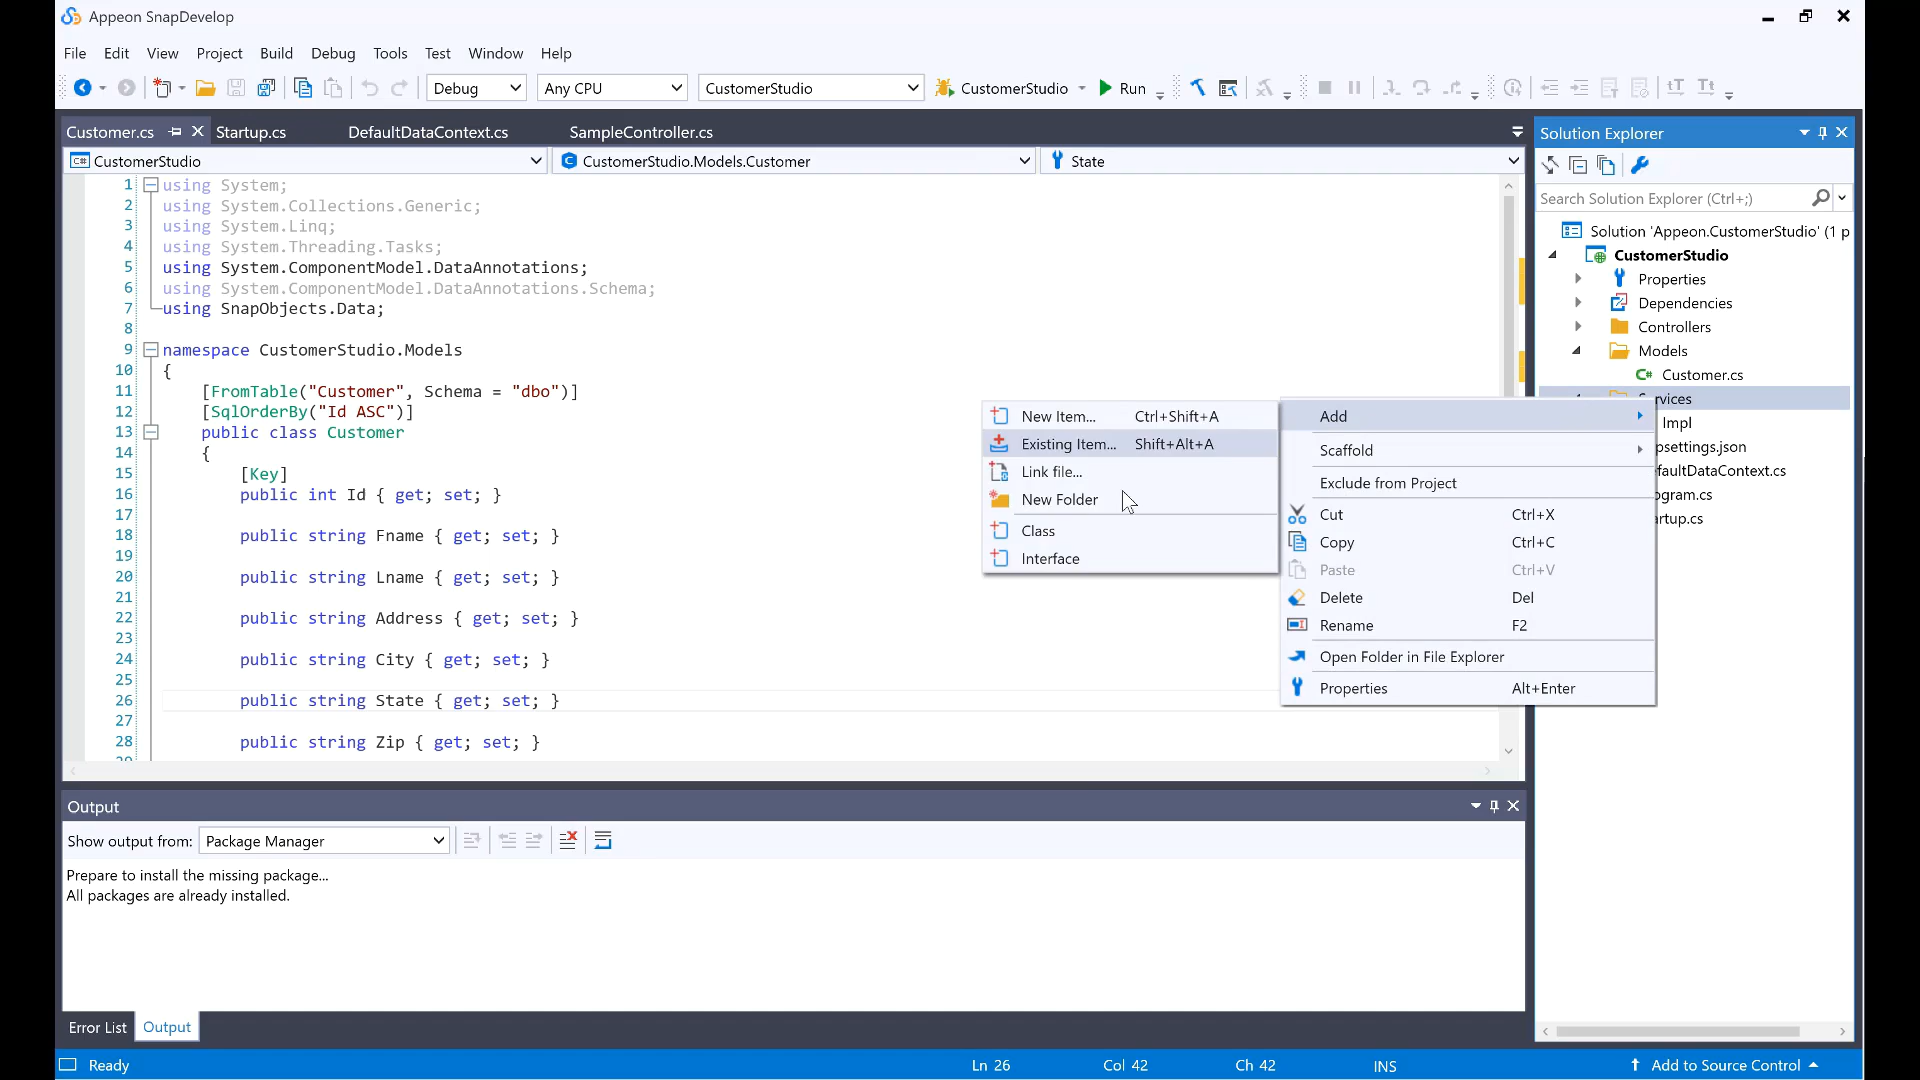 Appeon SnapDevelop
File Edit View Project Build Debug Tools Test Window Help
Debug Any CPU CustomerStudio CustomerStudio Run
Customer.cs Startup.cs DefaultDataContext.cs SampleController.cs
CustomerStudio CustomerStudio.Models.Customer State
1 using System;
2 using System.Collections.Generic;
3 using System.Linq;
4 using System.Threading.Tasks;
5 using System.ComponentModel.DataAnnotations;
6 using System.ComponentModel.DataAnnotations.Schema;
7 using SnapObjects.Data;
8
9 namespace CustomerStudio.Models
10 {
11 [FromTable("Customer", Schema = "dbo")]
12 [SqlOrderBy("Id ASC")]
13 public class Customer
14 {
15 [Key]
16 public int Id { get; set; }
17
18 public string Fname { get; set; }
19
20 public string Lname { get; set; }
21
22 public string Address { get; set; }
23
24 public string City { get; set; }
25
26 public string State { get; set; }
27
28 public string Zip { get; set; }
New Item... Ctrl+Shift+A
Existing Item... Shift+Alt+A
Link file...
New Folder
Class
Interface
Add
Scaffold
Exclude from Project
Cut Ctrl+X
Copy Ctrl+C
Paste Ctrl+V
Delete Del
Rename F2
Open Folder in File Explorer
Properties Alt+Enter
Solution Explorer
Search Solution Explorer (Ctrl+;)
Solution 'Appeon.CustomerStudio' (1 p
CustomerStudio
Properties
Dependencies
Controllers
Models
C# Customer.cs
Services
Impl
ppsettings.json
efaultDataContext.cs
ogram.cs
artup.cs
Output
Show output from: Package Manager
Prepare to install the missing package...
All packages are already installed.
Error List Output
Ready Ln 26 Col 42 Ch 42 INS Add to Source Control